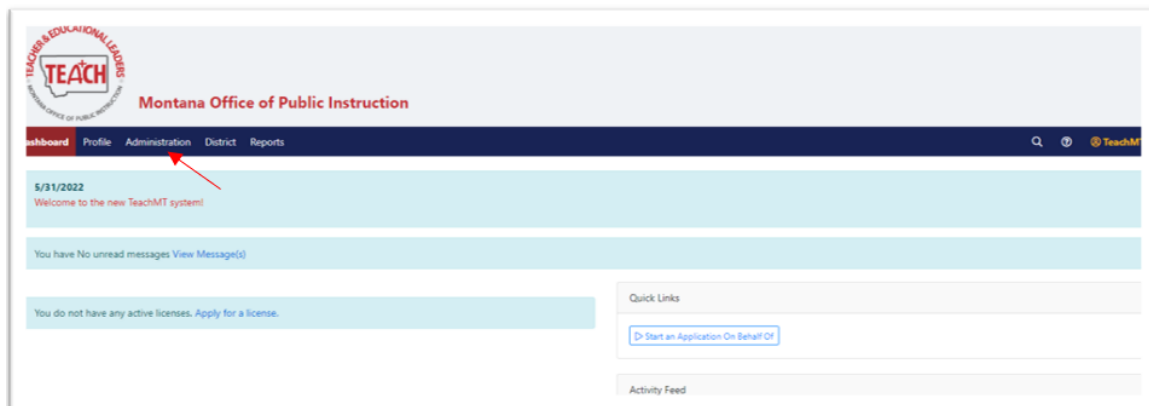 TEACHER & EDUCATIONAL LEADERS
TEACH
MONTANA OFFICE OF PUBLIC INSTRUCTION
Montana Office of Public Instruction
ashboard Profile Administration District Reports TeachM
5/31/2022
Welcome to the new TeachMT system!
You have No unread messages View Message(s)
You do not have any active licenses. Apply for a license.
Quick Links
Start an Application On Behalf Of
Activity Feed